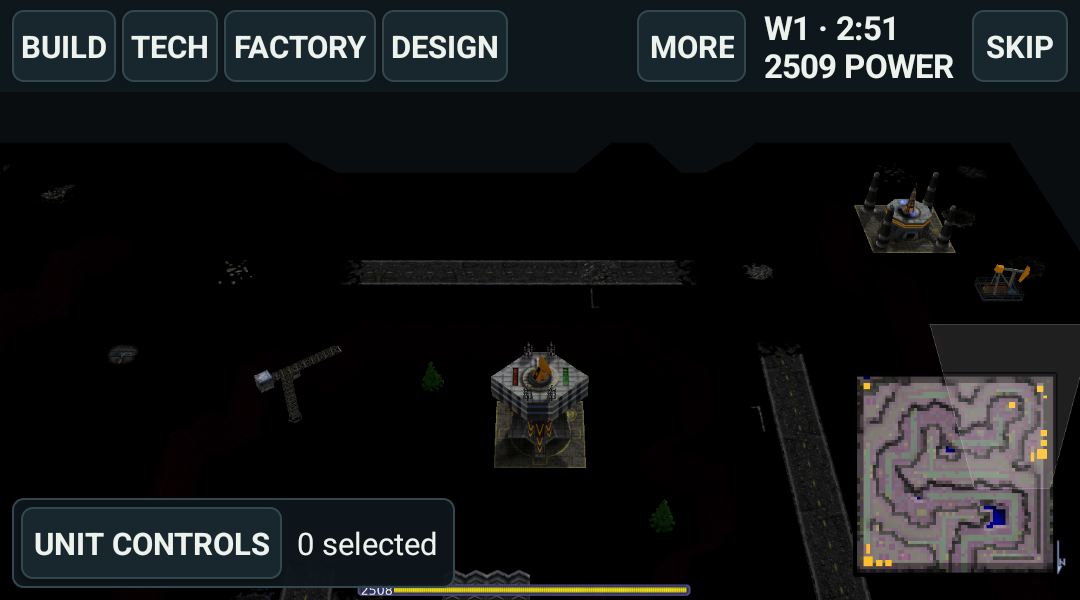 BUILD
TECH
FACTORY
DESIGN
MORE
W1 · 2:51
2509 POWER
SKIP
UNIT CONTROLS
0 selected
2508
N